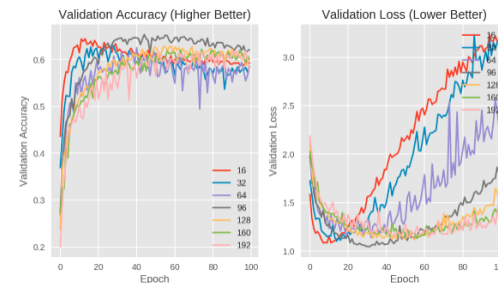 Validation Accuracy (Higher Better)
Validation Accuracy
0.6
0.5
0.4
0.3
0.2
0 20 40 60 80 100
Epoch
16
32
64
96
128
160
192
Validation Loss (Lower Better)
Validation Loss
3.0
2.5
2.0
1.5
1.0
0 20 40 60 80
Epoch
16
64
96
128
160